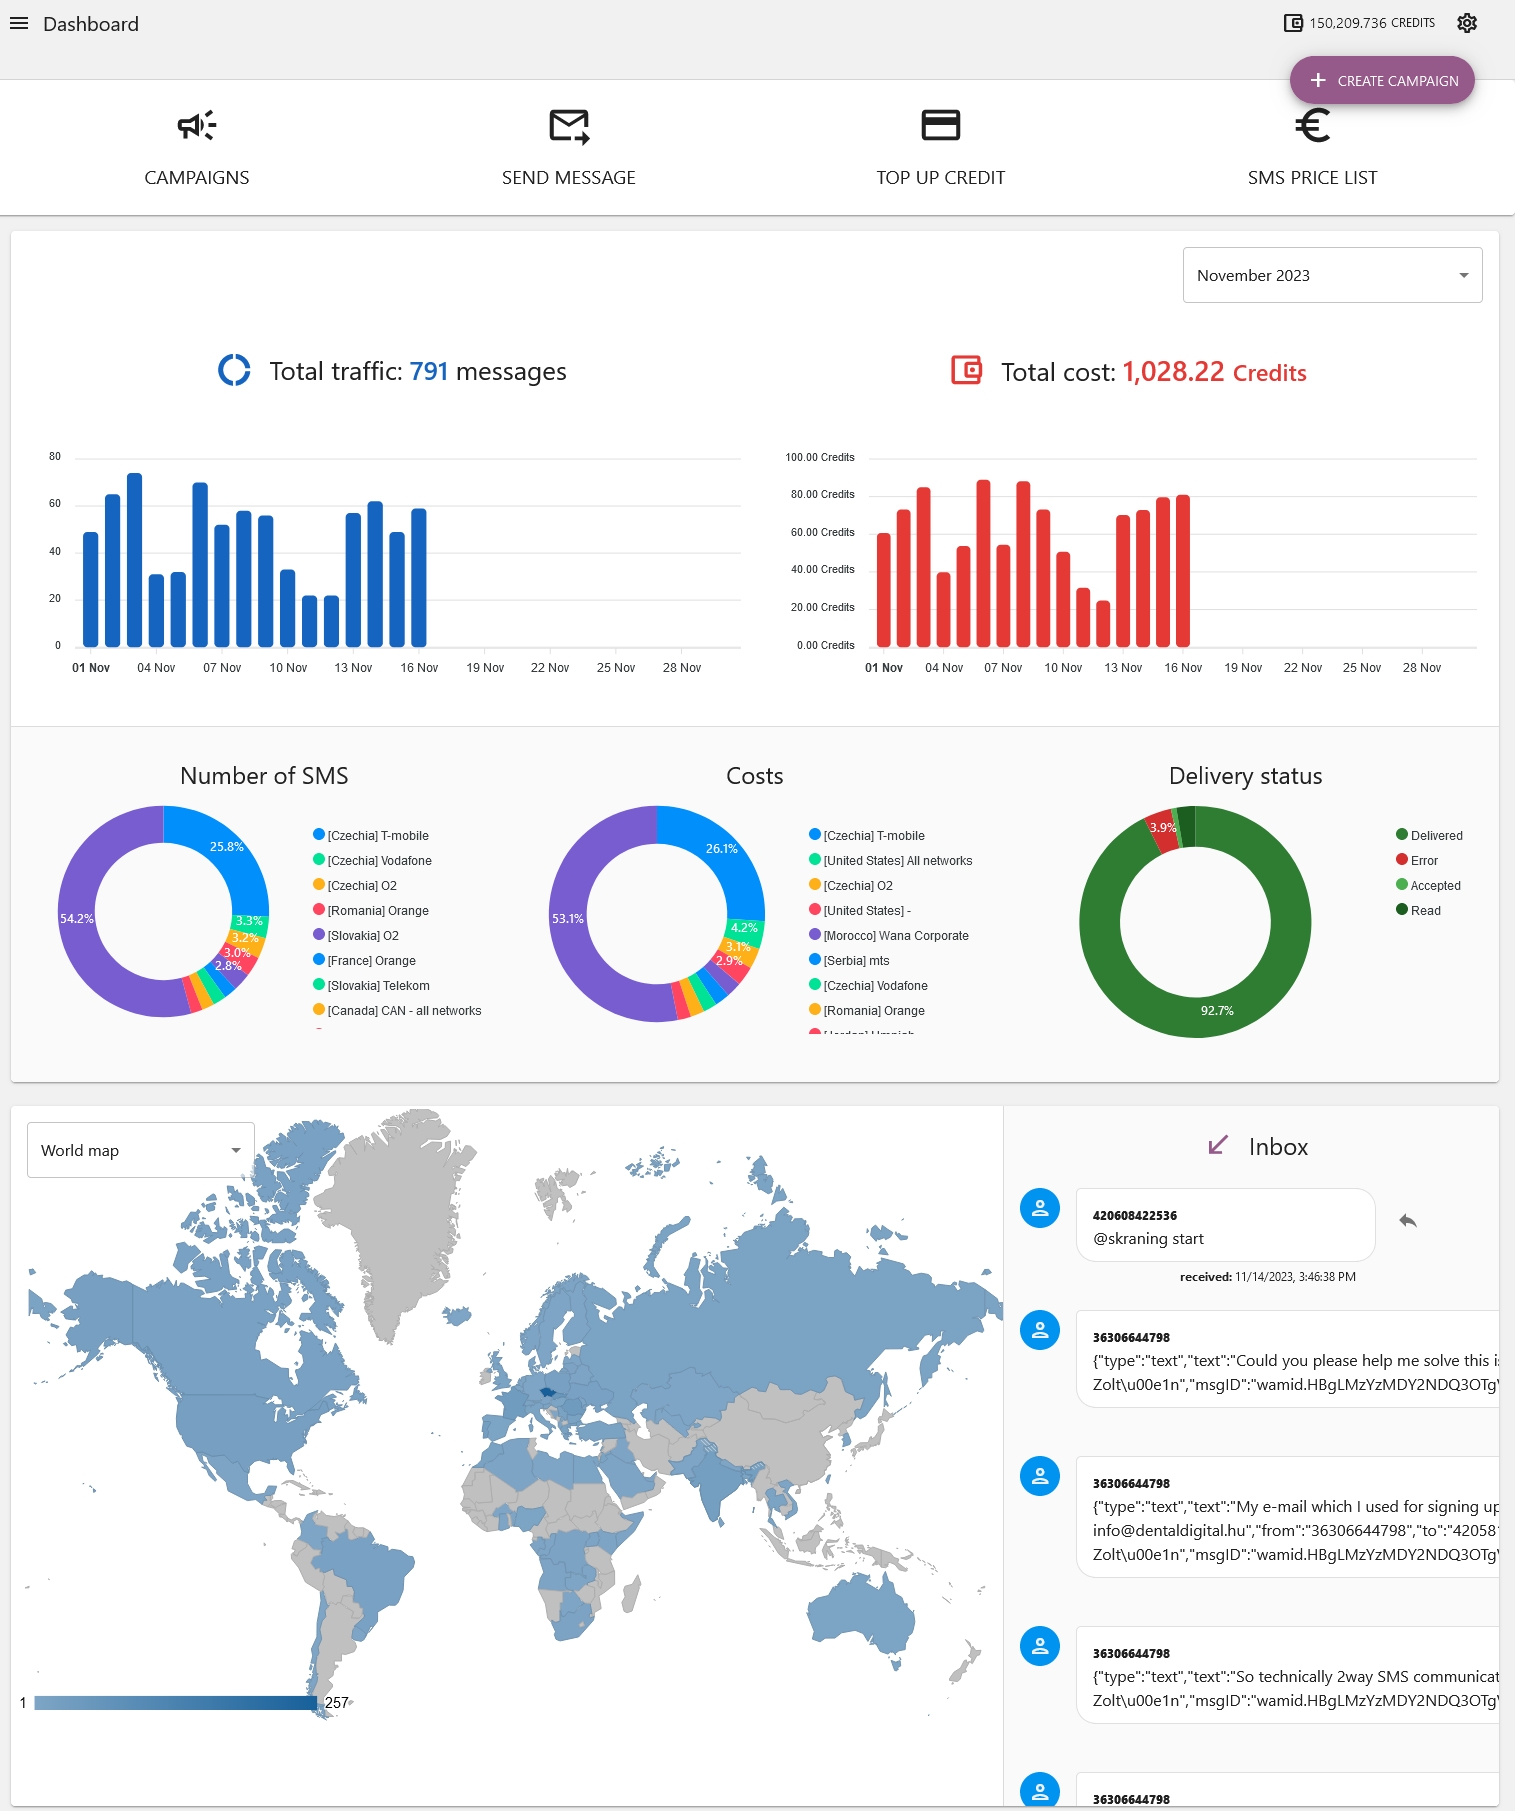 Dashboard
150,209.736 CREDITS
CREATE CAMPAIGN
CAMPAIGNS
SEND MESSAGE
TOP UP CREDIT
SMS PRICE LIST
November 2023
Total traffic: 791 messages
Total cost: 1,028.22 Credits
80
60
40
20
0
01 Nov
04 Nov
07 Nov
10 Nov
13 Nov
16 Nov
19 Nov
22 Nov
25 Nov
28 Nov
100.00 Credits
80.00 Credits
60.00 Credits
40.00 Credits
20.00 Credits
0.00 Credits
01 Nov
04 Nov
07 Nov
10 Nov
13 Nov
16 Nov
19 Nov
22 Nov
25 Nov
28 Nov
Number of SMS
25.8%
3.3%
3.2%
3.0%
2.8%
54.2%
[Czechia] T-mobile
[Czechia] Vodafone
[Czechia] O2
[Romania] Orange
[Slovakia] O2
[France] Orange
[Slovakia] Telekom
[Canada] CAN - all networks
Costs
26.1%
4.2%
3.1%
2.9%
53.1%
[Czechia] T-mobile
[United States] All networks
[Czechia] O2
[United States] -
[Morocco] Wana Corporate
[Serbia] mts
[Czechia] Vodafone
[Romania] Orange
Delivery status
3.9%
92.7%
Delivered
Error
Accepted
Read
World map
1
257
Inbox
420608422536
@skraning start
received: 11/14/2023, 3:46:38 PM
36306644798
{"type":"text","text":"Could you please help me solve this
Zolt\u00e1n","msgID":"wamid.HBgLMzYzMDY2NDQ3OTg
36306644798
{"type":"text","text":"My e-mail which I used for signing up
info@dentaldigital.hu","from":"36306644798","to":"42058
Zolt\u00e1n","msgID":"wamid.HBgLMzYzMDY2NDQ3OTg
36306644798
{"type":"text","text":"So technically 2way SMS communicat
Zolt\u00e1n","msgID":"wamid.HBgLMzYzMDY2NDQ3OTg
36306644798